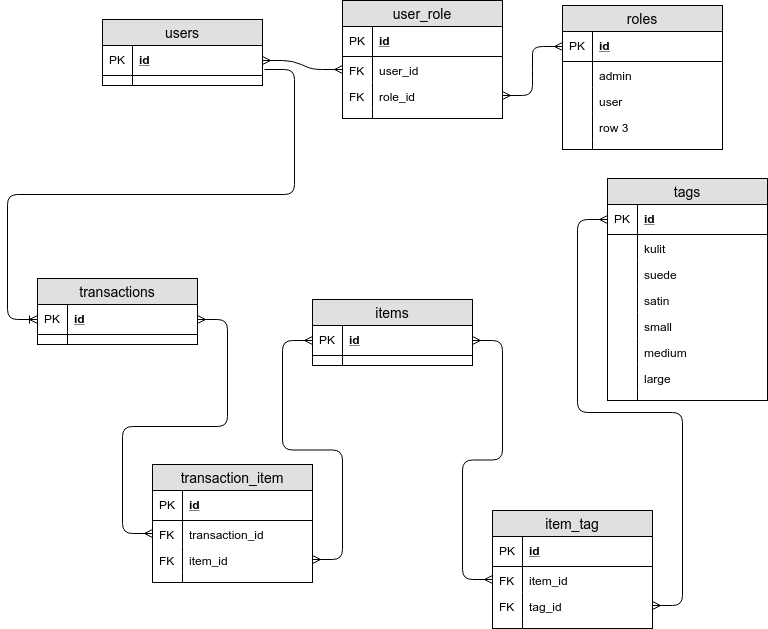 users
PK id
user_role
PK id
FK user_id
FK role_id
roles
PK id
admin
user
row 3
tags
PK id
kulit
suede
satin
small
medium
large
transactions
PK id
items
PK id
transaction_item
PK id
FK transaction_id
FK item_id
item_tag
PK id
FK item_id
FK tag_id